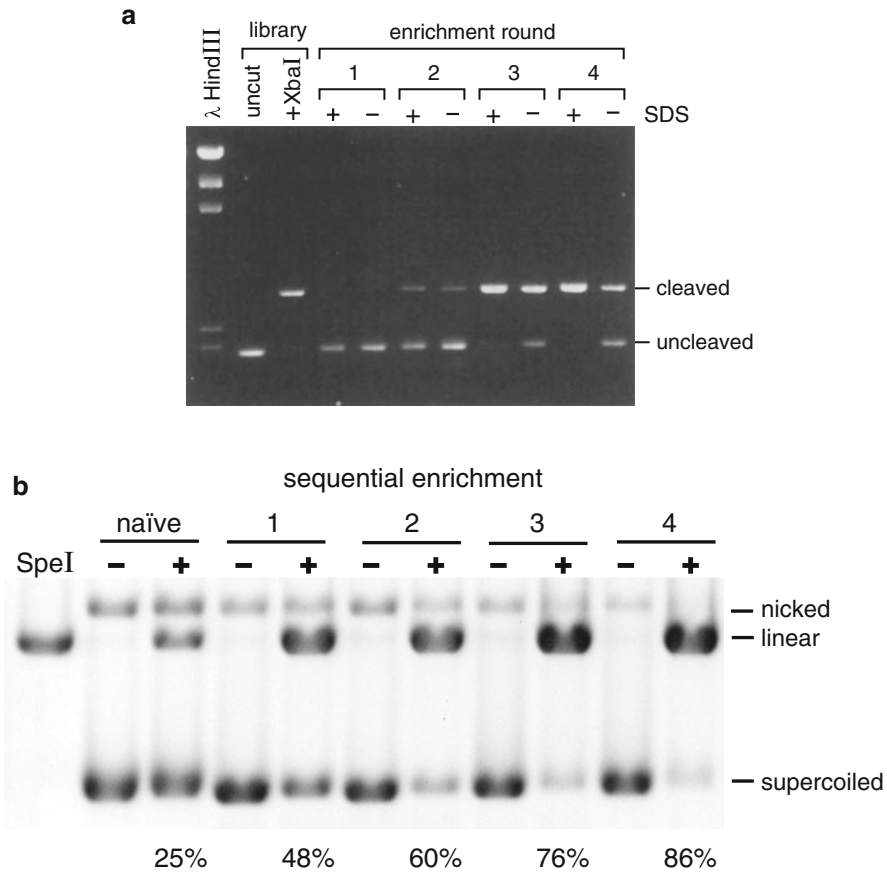 a
library
enrichment round
λ HindIII
uncut
+XbaI
1
2
3
4
+ − + − + − + − SDS
cleaved
uncleaved
b
sequential enrichment
naïve 1 2 3 4
SpeI − + − + − + − + − +
nicked
linear
supercoiled
25% 48% 60% 76% 86%